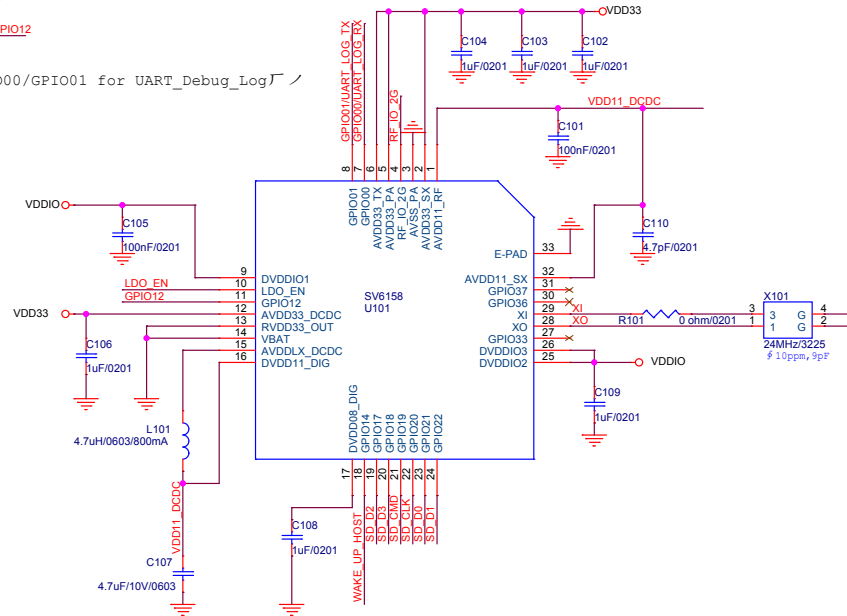 PIO12
VDD33
C104
1uF/0201
C103
1uF/0201
C102
1uF/0201
O00/GPIO01 for UART_Debug_Log
GPIO01/UART_LOG_TX
GPIO00/UART_LOG_RX
RF_IO_2G
VDD11_DCDC
C101
100nF/0201
8
7
6
5
4
3
2
1
GPIO01
GPIO00
AVDD33_TX
AVDD33_PA
RF_IO_2G
AVSS_PA
AVDD33_SX
AVDD11_RF
VDDIO
C105
100nF/0201
C110
4.7pF/0201
LDO_EN
GPIO12
VDD33
C106
1uF/0201
9 DVDDIO1
10 LDO_EN
11 GPIO12
12 AVDD33_DCDC
13 RVDD33_OUT
14 VBAT
15 AVDDLX_DCDC
16 DVDD11_DIG
SV6158
U101
E-PAD 33
AVDD11_SX 32
GPIO37 31
GPIO36 30
XI 29
XO 28
GPIO33 27
DVDDIO3 26
DVDDIO2 25
XI
XO
R101
0 ohm/0201
X101
3 3 G 4
1 1 G 2
24MHz/3225
10ppm,9pF
VDDIO
C109
1uF/0201
L101
4.7uH/0603/800mA
VDD11_DCDC
C107
4.7uF/10V/0603
DVDD08_DIG
GPIO14
GPIO17
GPIO18
GPIO19
GPIO20
GPIO21
GPIO22
17
18
19
20
21
22
23
24
C108
1uF/0201
WAKE_UP_HOST
SD_D2
SD_D3
SD_CMD
SD_CLK
SD_D0
SD_D1